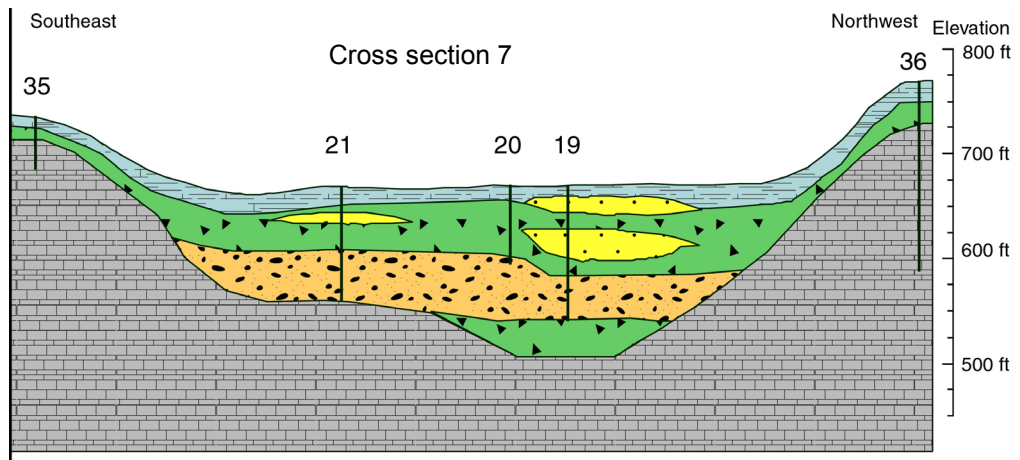 Southeast
Northwest
Elevation
Cross section 7
800 ft
36
35
21
20
19
700 ft
600 ft
500 ft